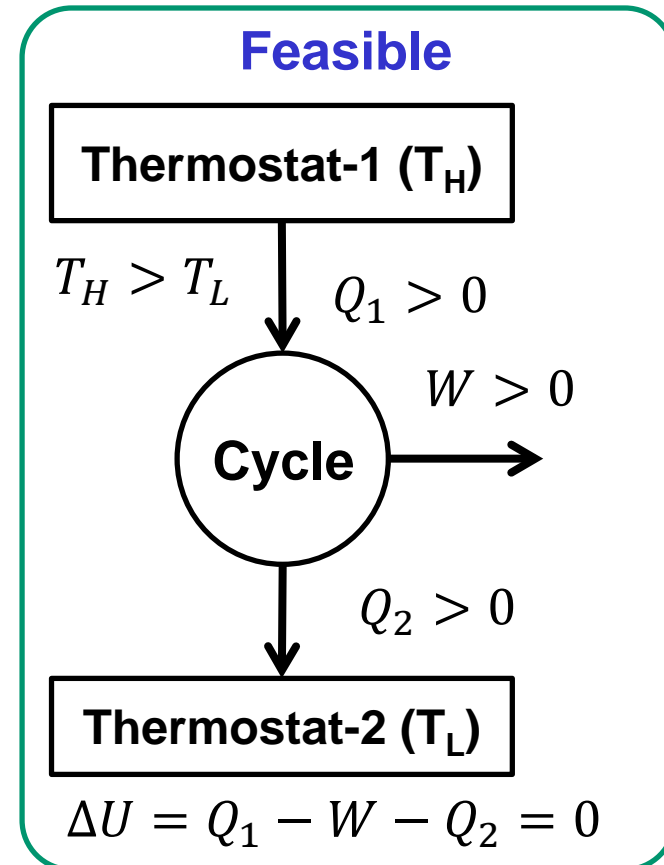 Feasible
Thermostat-1 (T_H)
T_H > T_L
Q_1 > 0
W > 0
Cycle
Q_2 > 0
Thermostat-2 (T_L)
ΔU = Q_1 − W − Q_2 = 0